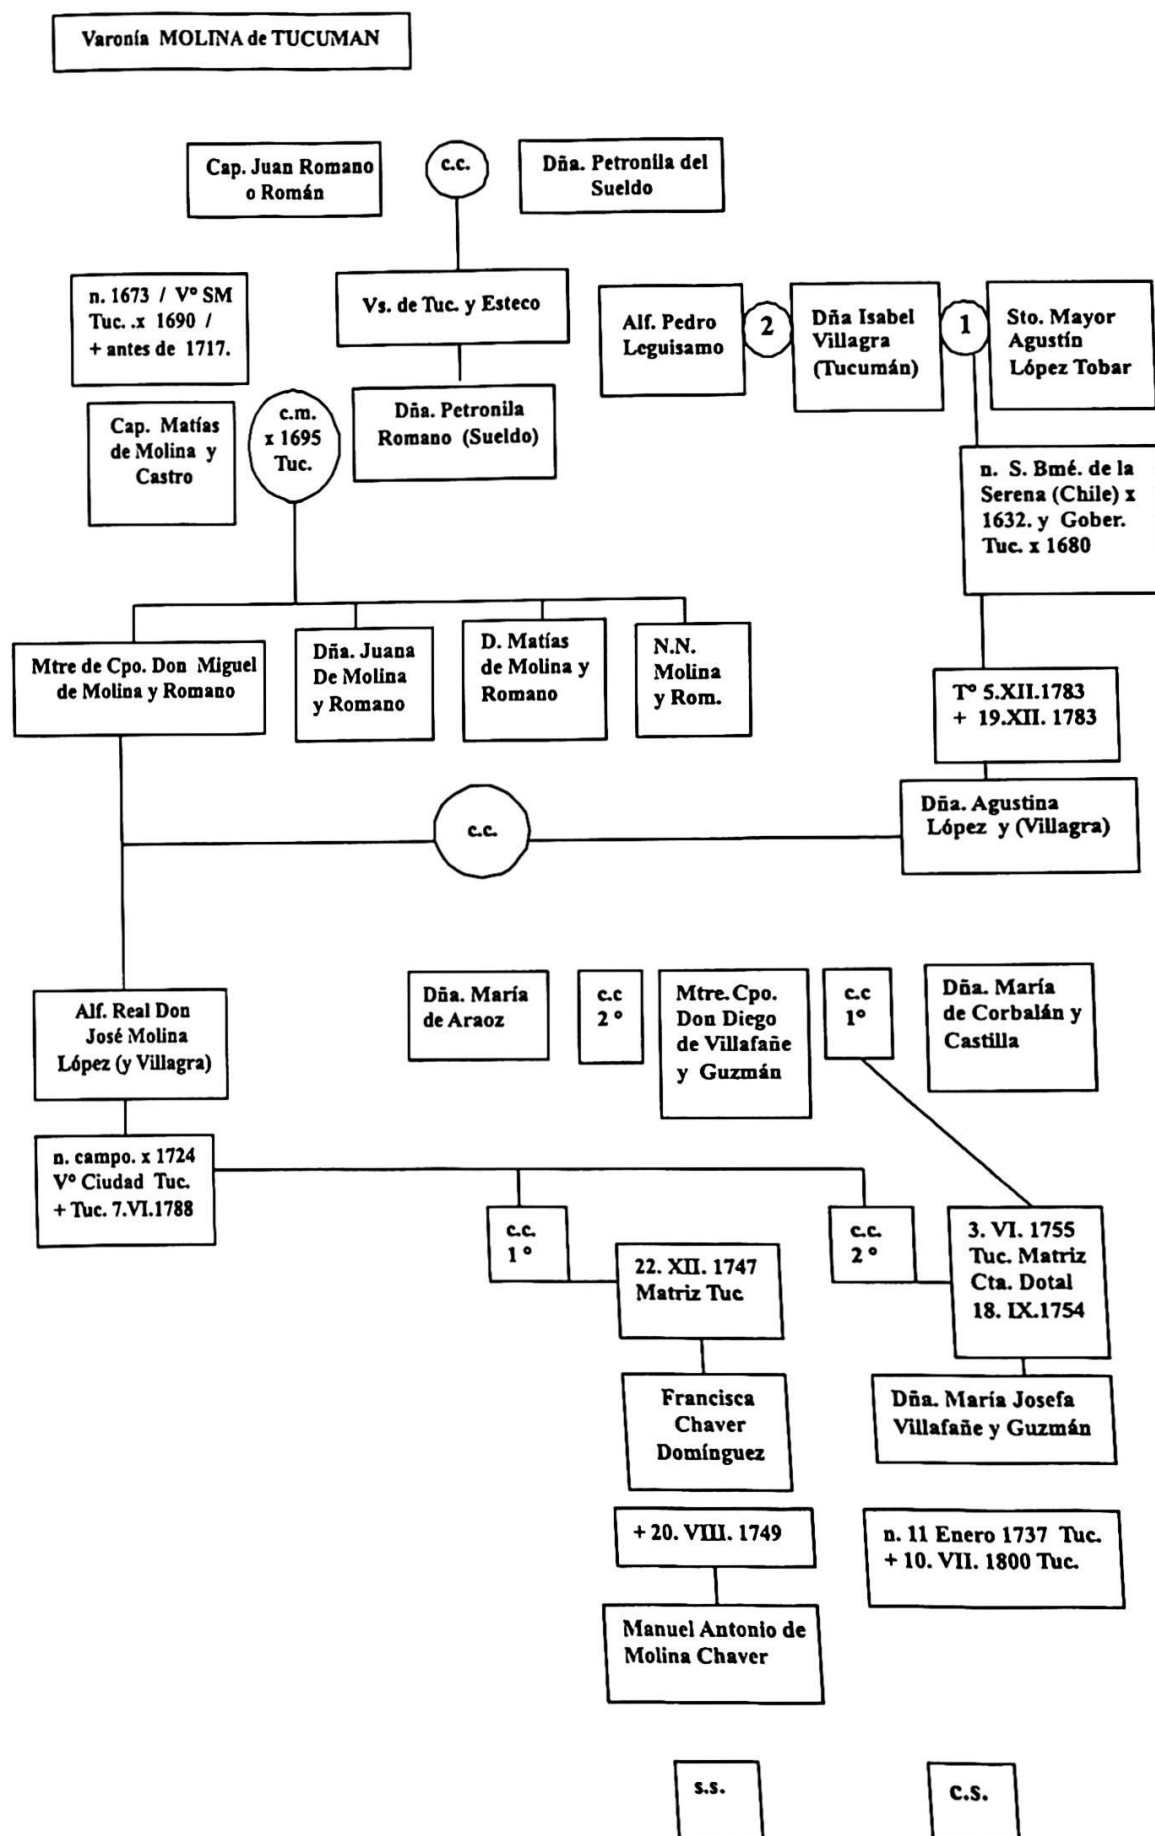 Varonía MOLINA de TUCUMAN
Cap. Juan Romano
o Román
c.c.
Dña. Petronila del
Sueldo
n. 1673 / Vº SM
Tuc. .x 1690 /
+ antes de 1717.
Vs. de Tuc. y Esteco
Alf. Pedro
Leguisamo
2
Dña Isabel
Villagra
(Tucumán)
1
Sto. Mayor
Agustín
López Tobar
Cap. Matías
de Molina y
Castro
c.m.
x 1695
Tuc.
Dña. Petronila
Romano (Sueldo)
n. S. Bmé. de la
Serena (Chile) x
1632. y Gober.
Tuc. x 1680
Mtre de Cpo. Don Miguel
de Molina y Romano
Dña. Juana
De Molina
y Romano
D. Matías
de Molina y
Romano
N.N.
Molina
y Rom.
Tº 5.XII.1783
+ 19.XII. 1783
c.c.
Dña. Agustina
López y (Villagra)
Alf. Real Don
José Molina
López (y Villagra)
Dña. María
de Araoz
c.c
2 º
Mtre. Cpo.
Don Diego
de Villafañe
y Guzmán
c.c
1º
Dña. María
de Corbalán y
Castilla
n. campo. x 1724
Vº Ciudad Tuc.
+ Tuc. 7.VI.1788
c.c.
1 º
22. XII. 1747
Matriz Tuc
c.c.
2 º
3. VI. 1755
Tuc. Matriz
Cta. Dotal
18. IX.1754
Francisca
Chaver
Domínguez
Dña. María Josefa
Villafañe y Guzmán
+ 20. VIII. 1749
n. 11 Enero 1737 Tuc.
+ 10. VII. 1800 Tuc.
Manuel Antonio de
Molina Chaver
s.s.
c.s.